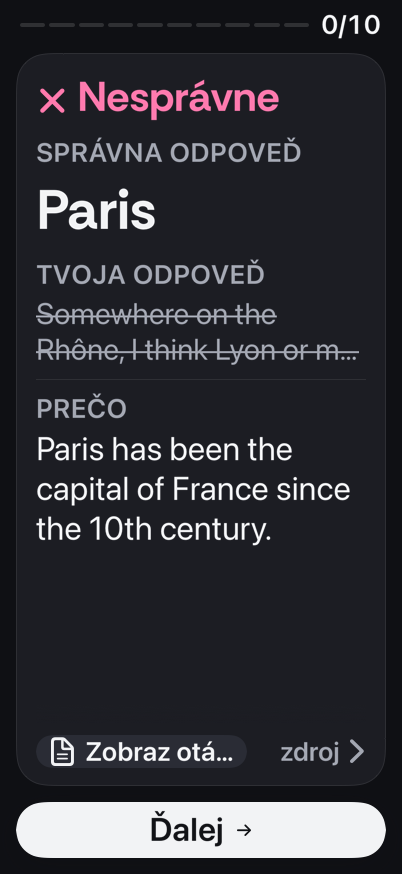 0/10
Nesprávne
SPRÁVNA ODPOVEĎ
Paris
TVOJA ODPOVEĎ
Somewhere on the
Rhône, I think Lyon or m...
PREČO
Paris has been the
capital of France since
the 10th century.
Zobraz otá...
zdroj
Ďalej →